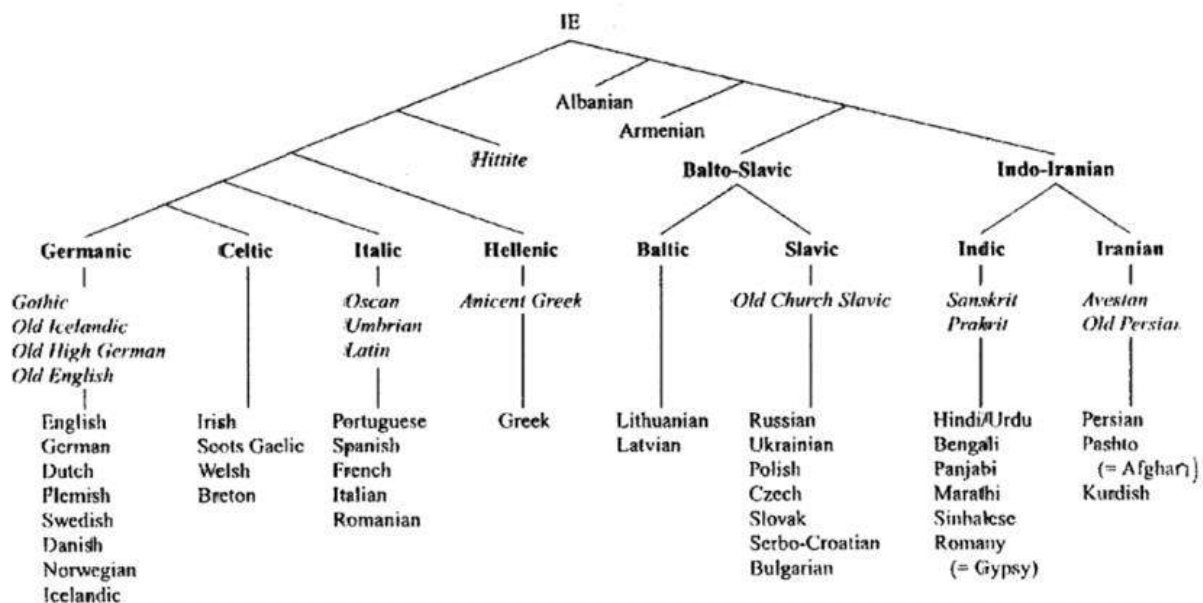 IE
Albanian
Armenian
Hittite
Balto-Slavic Indo-Iranian
Germanic Celtic Italic Hellenic Baltic Slavic Indic Iranian
Gothic Oscan Anicent Greek Old Church Slavic Sanskrit Avestan
Old Icelandic Umbrian Prakrit Old Persian
Old High German Latin
Old English
English Irish Portuguese Greek Lithuanian Russian Hindi/Urdu Persian
German Scots Gaelic Spanish Latvian Ukrainian Bengali Pashto
Dutch Welsh French Polish Panjabi (= Afghan)
Plemish Breton Italian Czech Marathi Kurdish
Swedish Romanian Slovak Sinhalese
Danish Serbo-Croatian Romany
Norwegian Bulgarian (= Gypsy)
Icelandic